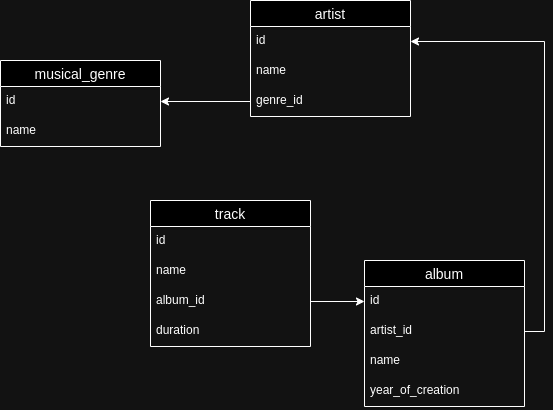 artist
id
name
genre_id
musical_genre
id
name
track
id
name
album_id
duration
album
id
artist_id
name
year_of_creation